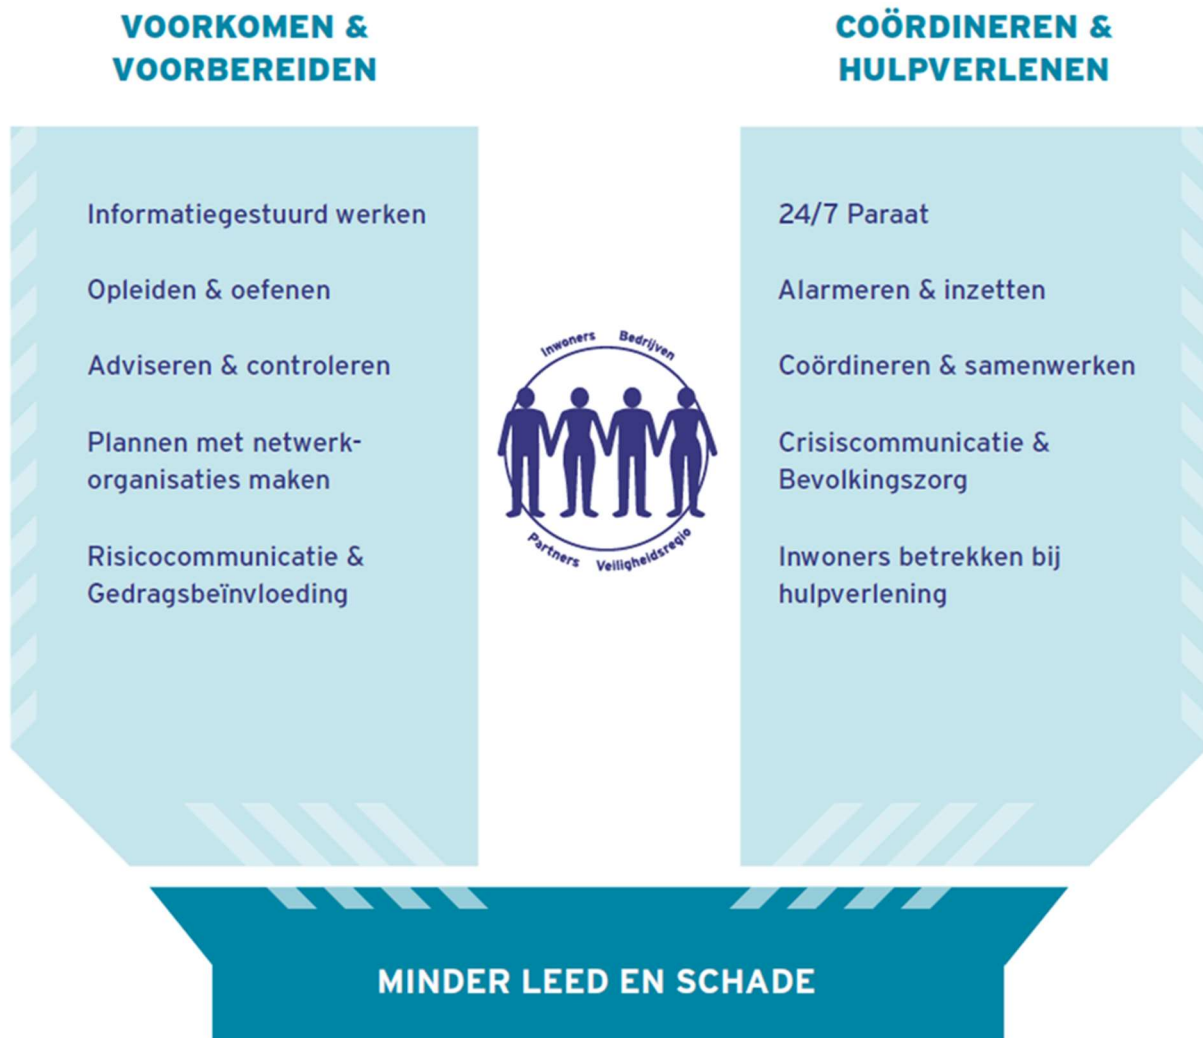 VOORKOMEN &
VOORBEREIDEN
Informatiegestuurd werken
Opleiden & oefenen
Adviseren & controleren
Plannen met netwerk-
organisaties maken
Risicocommunicatie &
Gedragsbeïnvloeding
Inwoners Bedrijven
Partners Veiligheidsregio
COÖRDINEREN &
HULPVERLENEN
24/7 Paraat
Alarmeren & inzetten
Coördineren & samenwerken
Crisiscommunicatie &
Bevolkingszorg
Inwoners betrekken bij
hulpverlening
MINDER LEED EN SCHADE